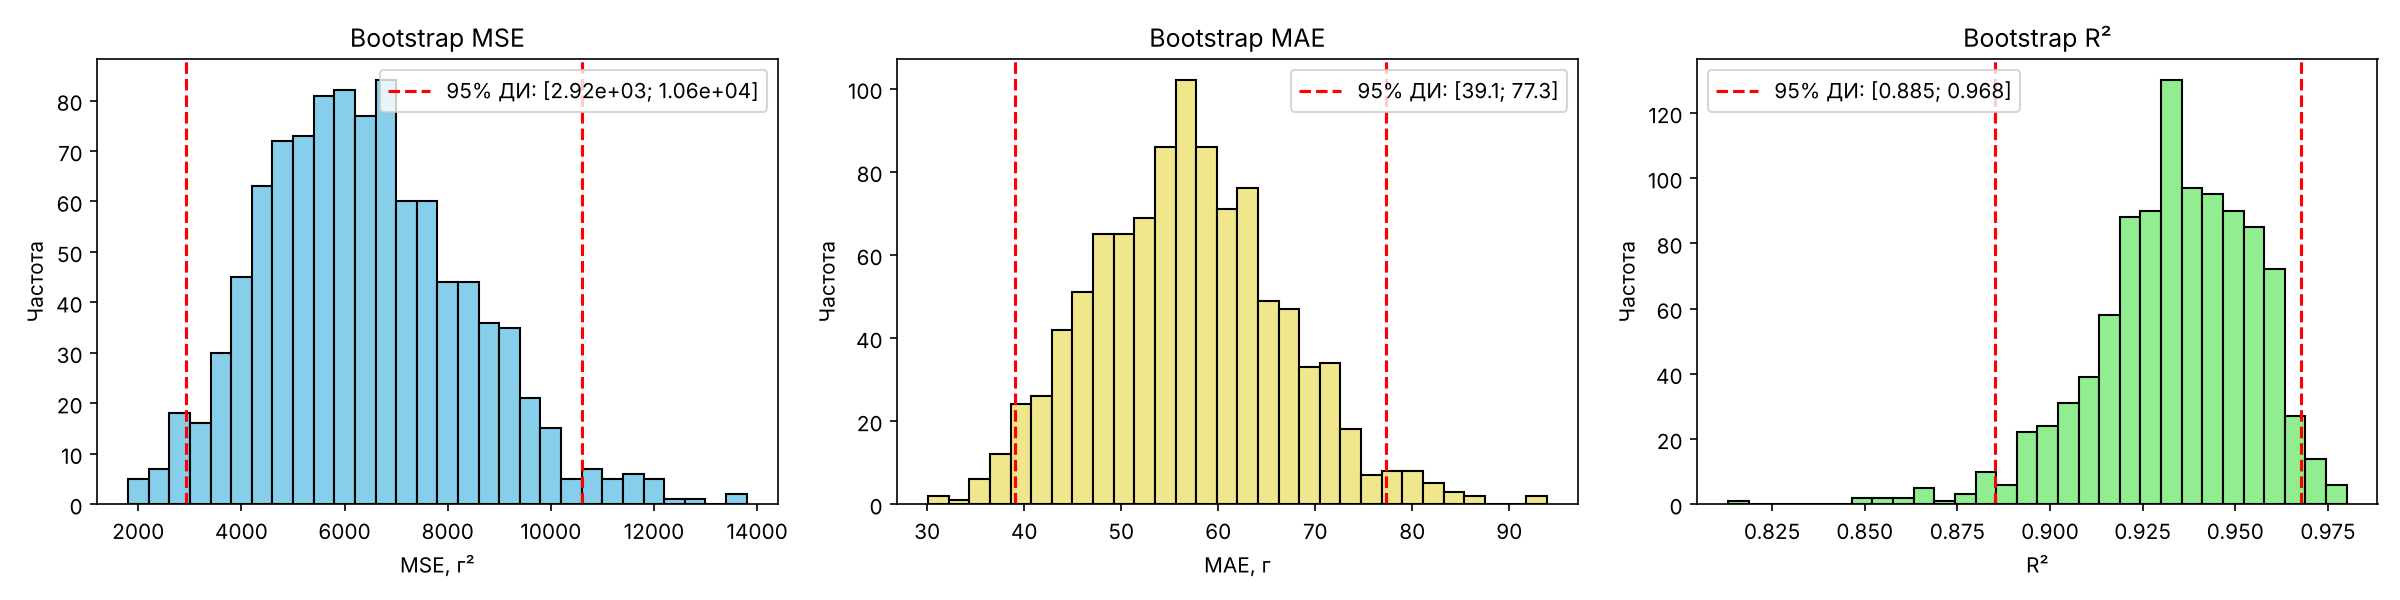 Bootstrap MSE
95% ДИ: [2.92e+03; 1.06e+04]
Частота
80
70
60
50
40
30
20
10
0
2000 4000 6000 8000 10000 12000 14000
MSE, г²
Bootstrap MAE
95% ДИ: [39.1; 77.3]
Частота
100
80
60
40
20
0
30 40 50 60 70 80 90
MAE, г
Bootstrap R²
95% ДИ: [0.885; 0.968]
Частота
120
100
80
60
40
20
0
0.825 0.850 0.875 0.900 0.925 0.950 0.975
R²